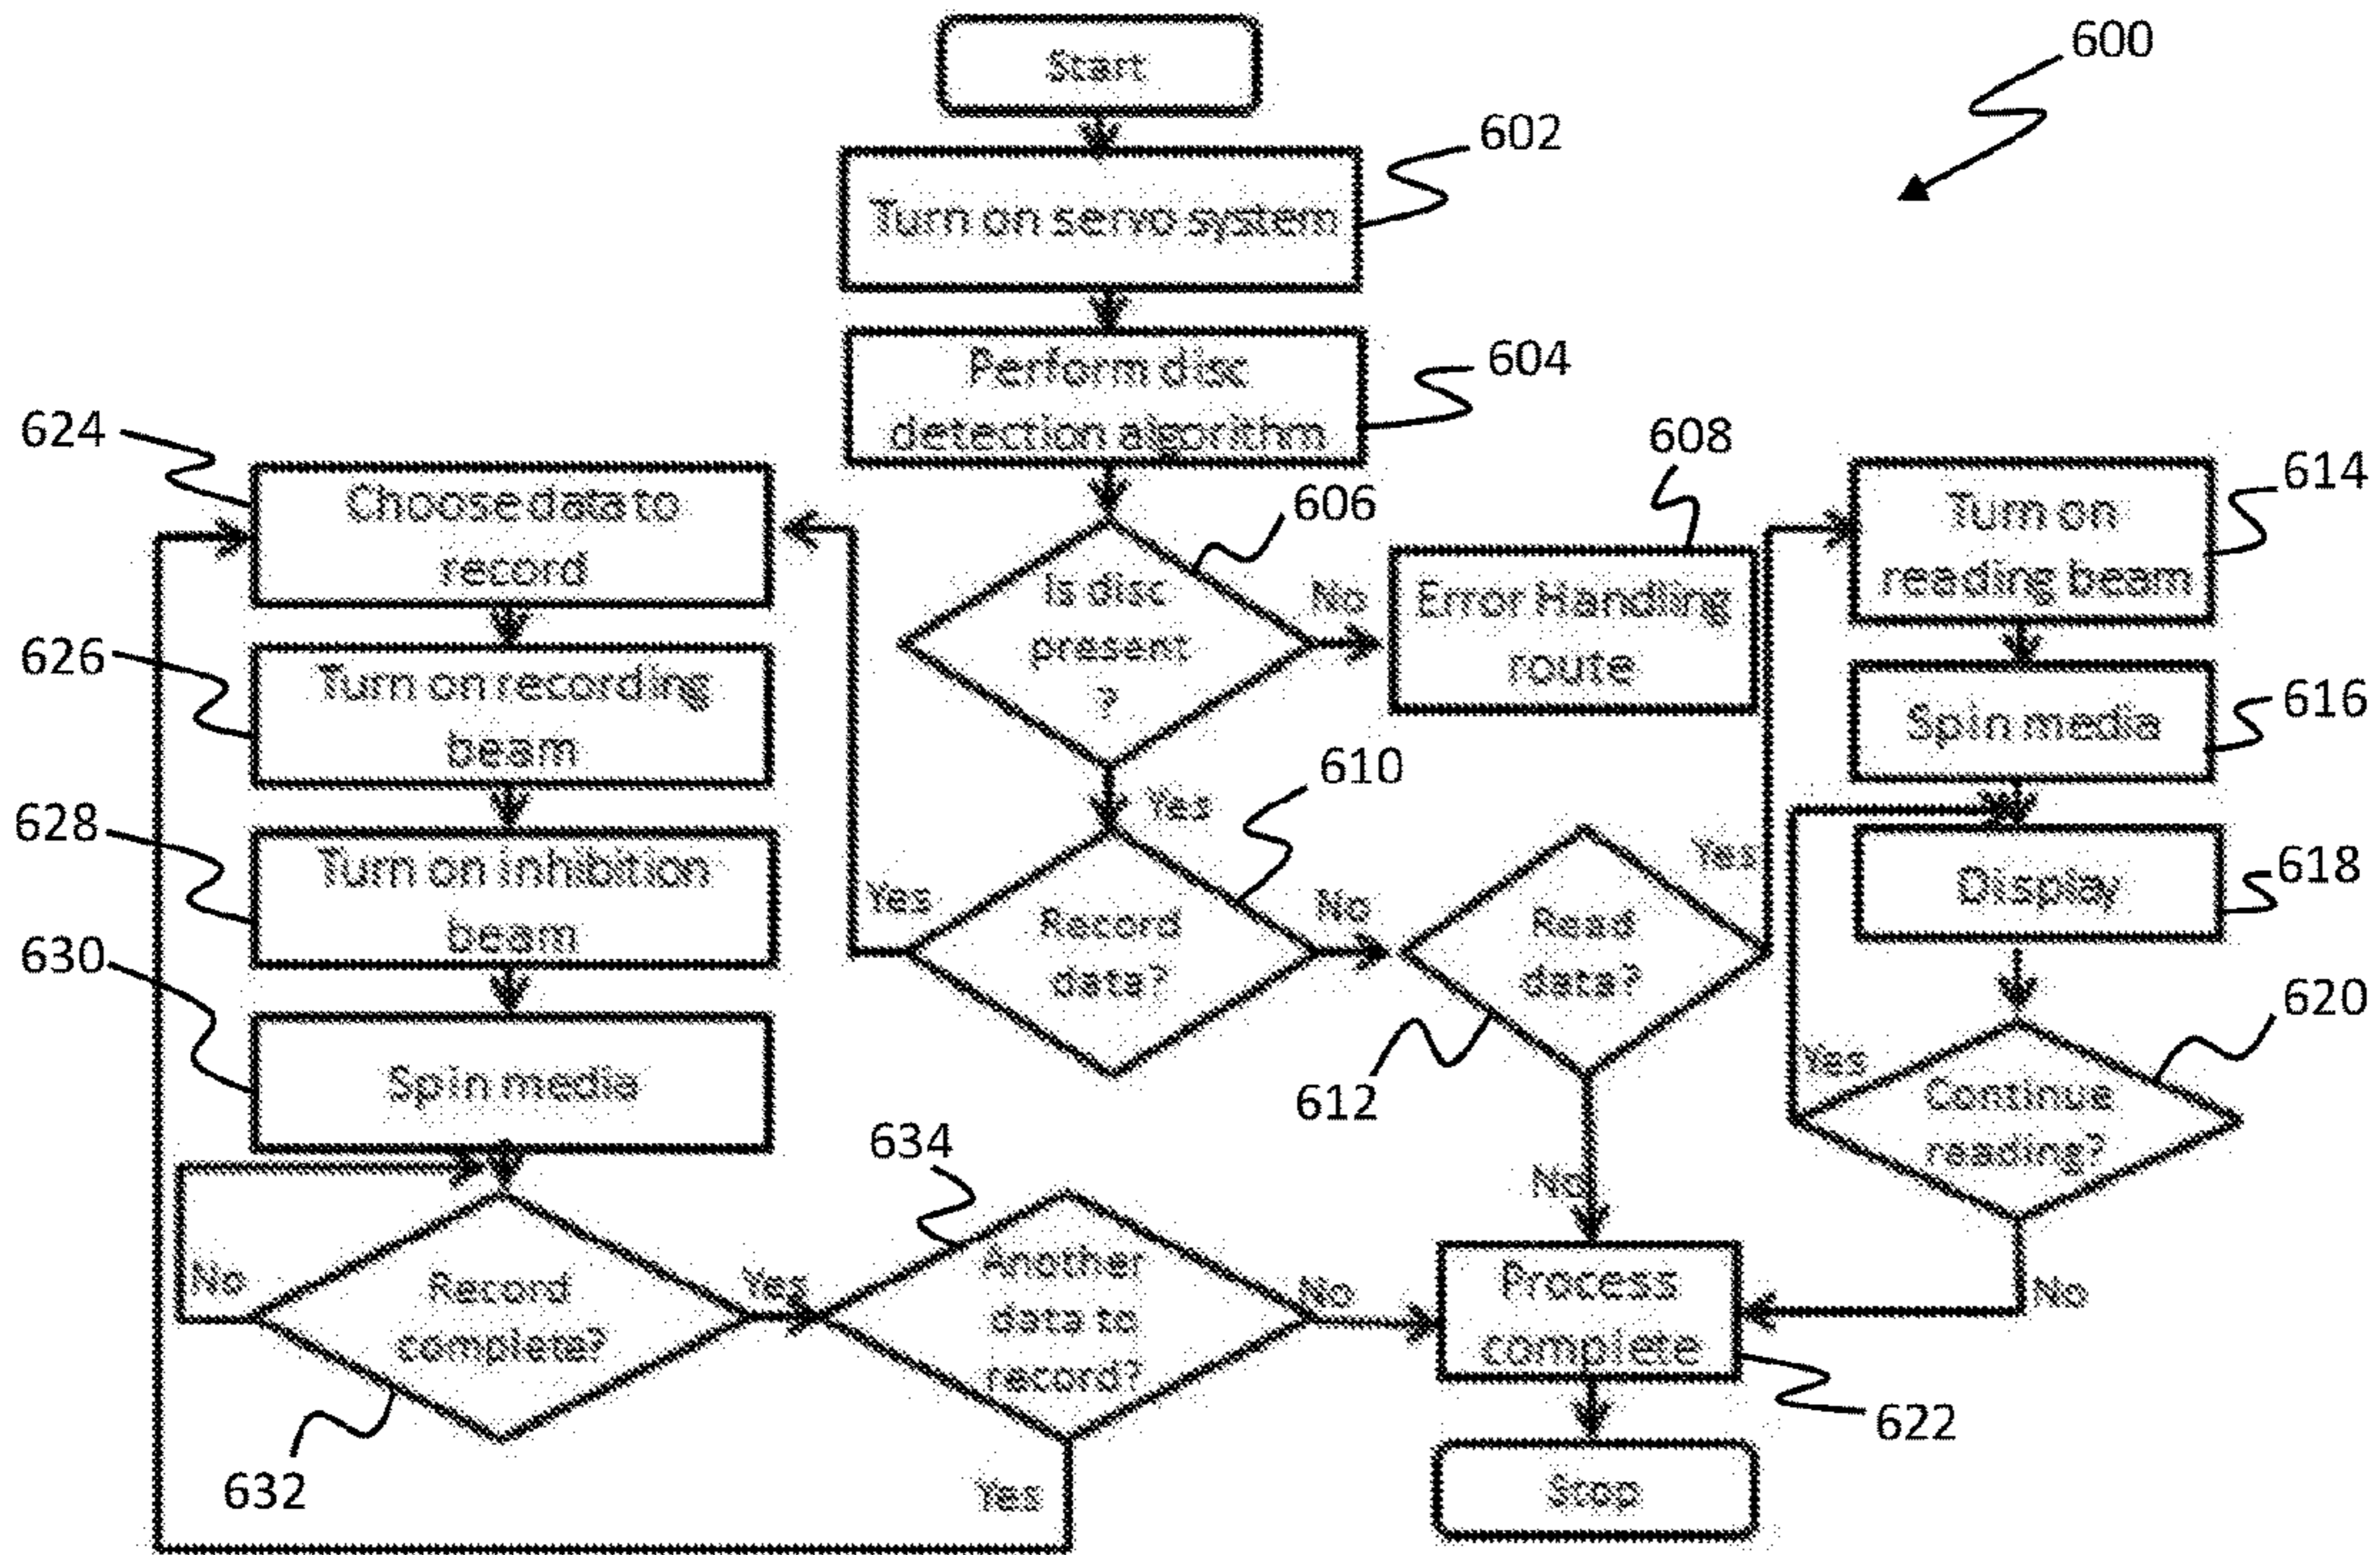 600
Start
602
Turn on servo system
604
Perform disc
detection algorithm
606
Is disc
present
?
No
608
Error Handling
route
Yes
610
Record
data?
Yes
No
612
Read
data?
Yes
No
614
Turn on
reading beam
616
Spin media
618
Display
620
Continue
reading?
Yes
No
624
Choose data to
record
626
Turn on recording
beam
628
Turn on inhibition
beam
630
Spin media
632
Record
complete?
No
Yes
634
Another
data to
record?
Yes
No
622
Process
complete
Stop